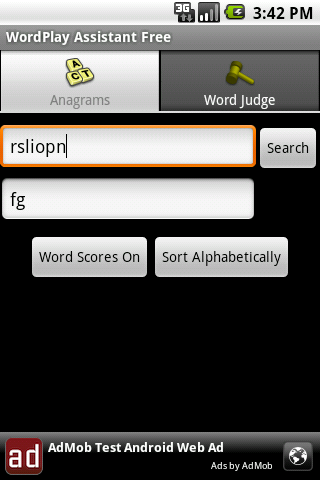 3G 3:42 PM
WordPlay Assistant Free
A C T
Anagrams
Word Judge
rsliopn
Search
fg
Word Scores On
Sort Alphabetically
ad
AdMob Test Android Web Ad
Ads by AdMob